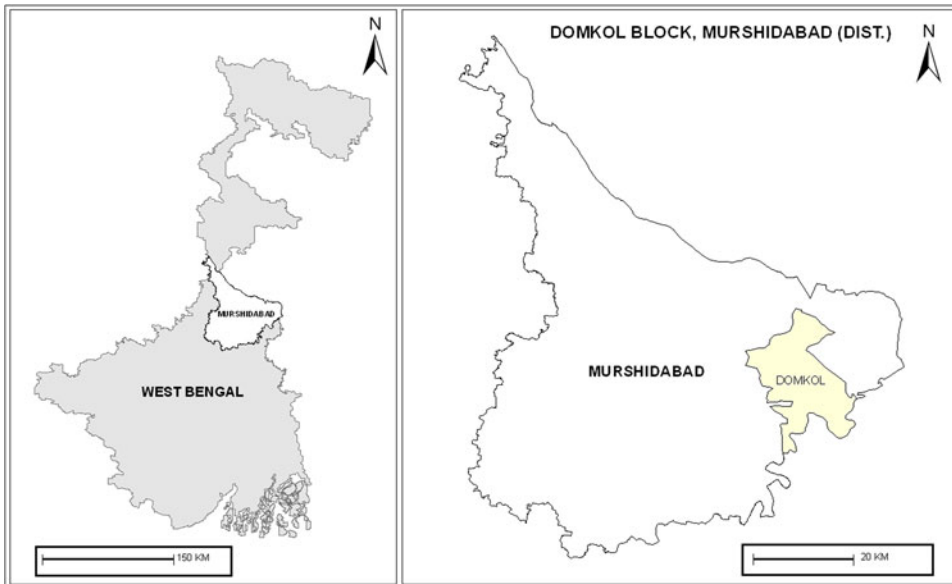 N
MURSHIDABAD
WEST BENGAL
150 KM
DOMKOL BLOCK, MURSHIDABAD (DIST.)
N
DOMKOL
MURSHIDABAD
20 KM